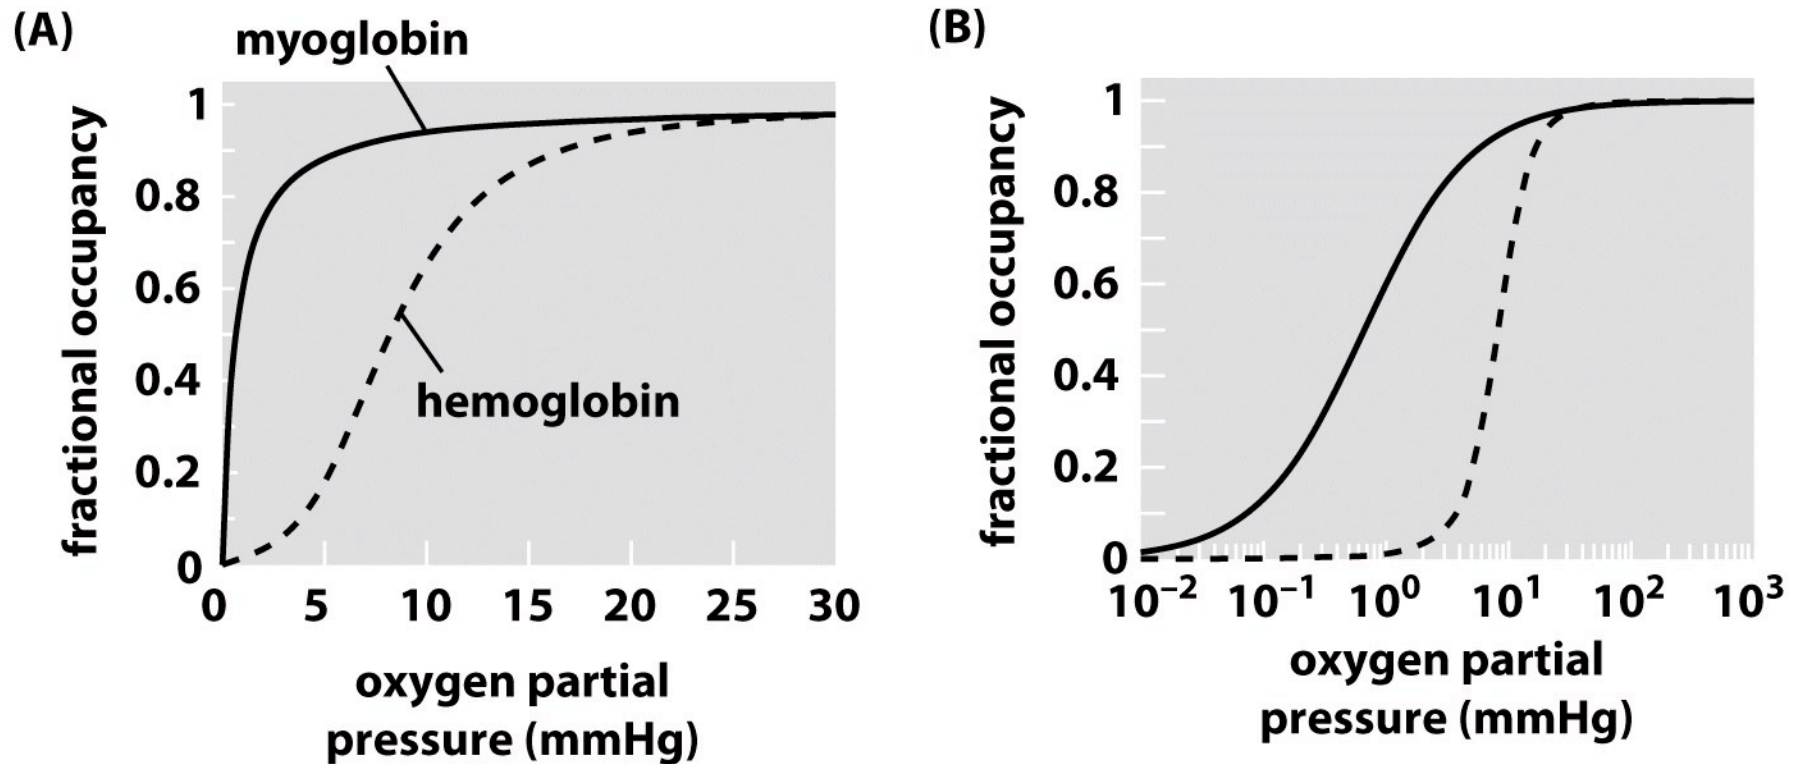 (A)
myoglobin
fractional occupancy
1
0.8
0.6
0.4
0.2
0
hemoglobin
0 5 10 15 20 25 30
oxygen partial
pressure (mmHg)
(B)
fractional occupancy
1
0.8
0.6
0.4
0.2
0
10⁻² 10⁻¹ 10⁰ 10¹ 10² 10³
oxygen partial
pressure (mmHg)